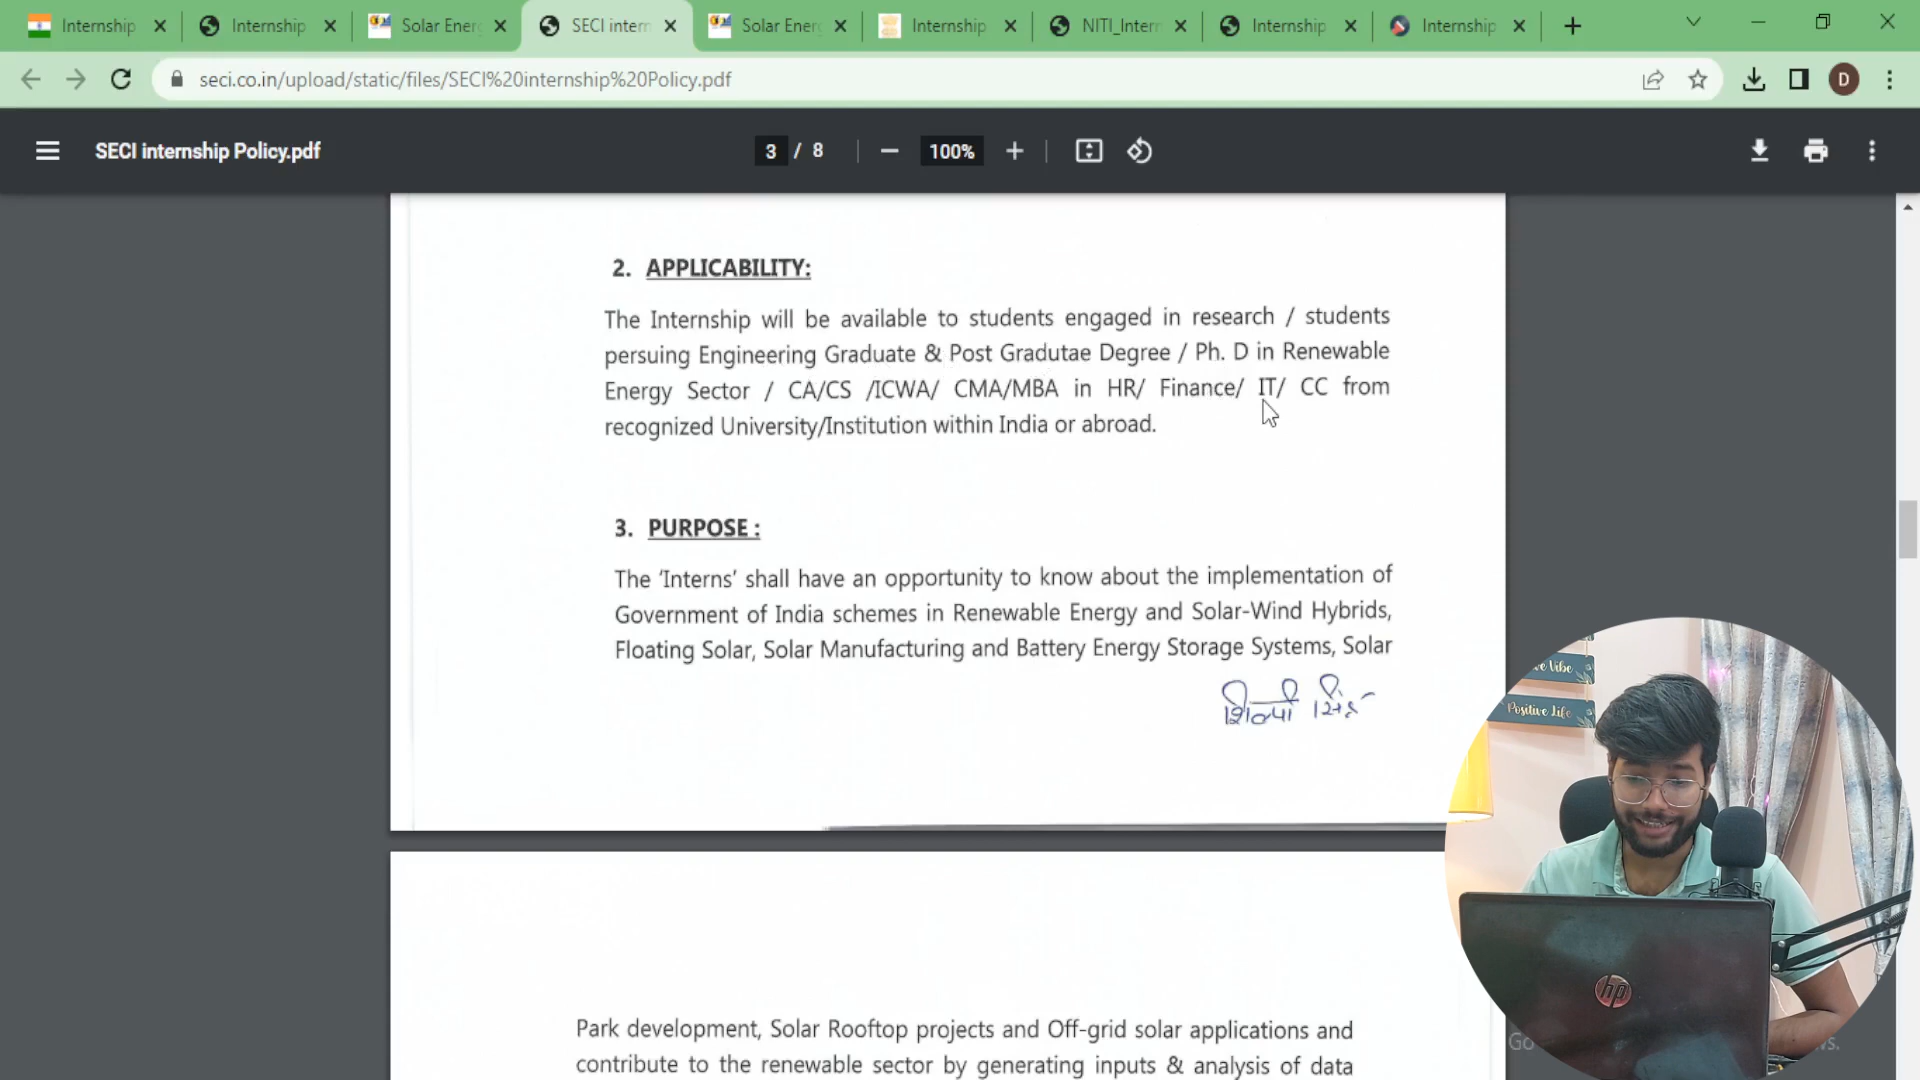 Internship
Internship
Solar Ener
SECI intern
Solar Ener
Internship
NITI_Inter
Internship
Internship
seci.co.in/upload/static/files/SECI%20internship%20Policy.pdf
D
SECI internship Policy.pdf
3 / 8
100%
2. APPLICABILITY:
The Internship will be available to students engaged in research / students
persuing Engineering Graduate & Post Gradutae Degree / Ph. D in Renewable
Energy Sector / CA/CS /ICWA/ CMA/MBA in HR/ Finance/ IT/ CC from
recognized University/Institution within India or abroad.
3. PURPOSE :
The 'Interns' shall have an opportunity to know about the implementation of
Government of India schemes in Renewable Energy and Solar-Wind Hybrids,
Floating Solar, Solar Manufacturing and Battery Energy Storage Systems, Solar
Park development, Solar Rooftop projects and Off-grid solar applications and
contribute to the renewable sector by generating inputs & analysis of data
Vibe
Positive Life
hp
Go